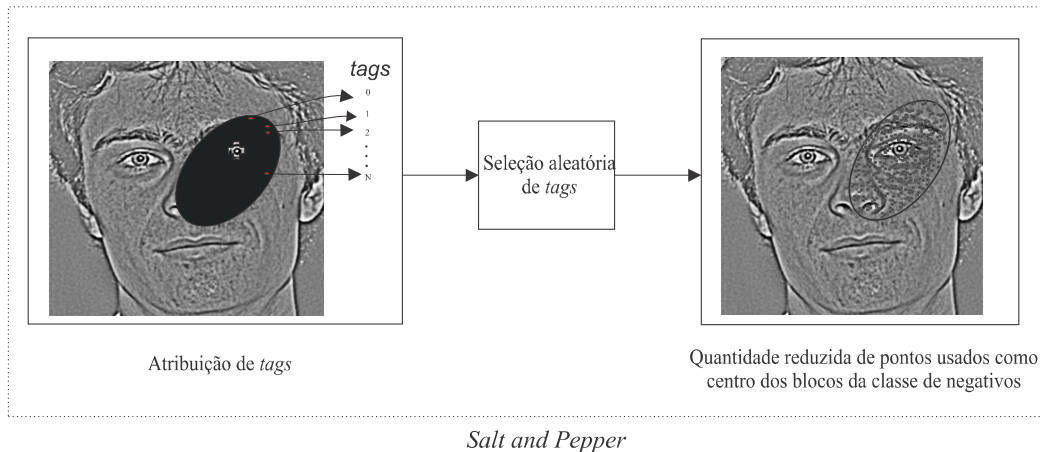 tags
0
1
2
N
Seleção aleatória
de tags
Atribuição de tags
Quantidade reduzida de pontos usados como
centro dos blocos da classe de negativos
Salt and Pepper